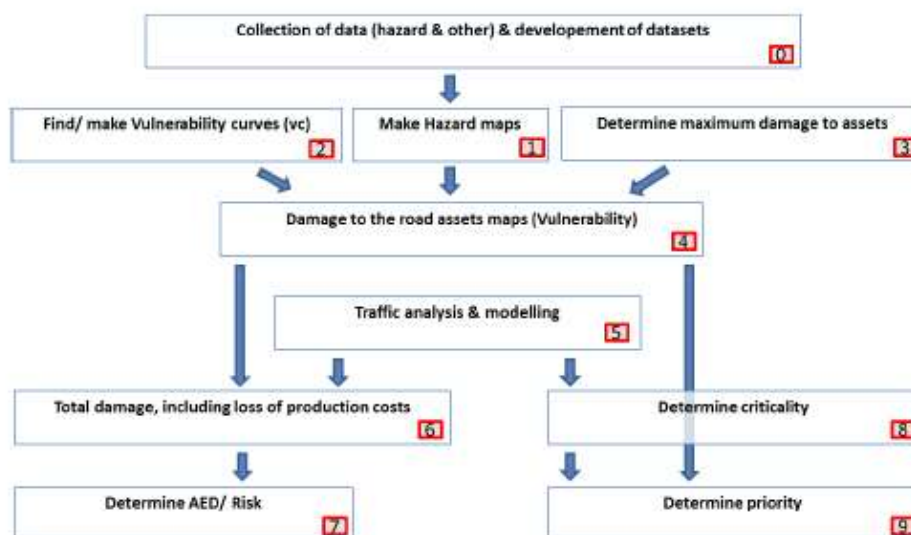 Collection of data (hazard & other) & developement of datasets
0
Find/ make Vulnerability curves (vc)
2
Make Hazard maps
1
Determine maximum damage to assets
3
Damage to the road assets maps (Vulnerability)
4
Traffic analysis & modelling
5
Total damage, including loss of production costs
6
Determine criticality
8
Determine AED/ Risk
7
Determine priority
9